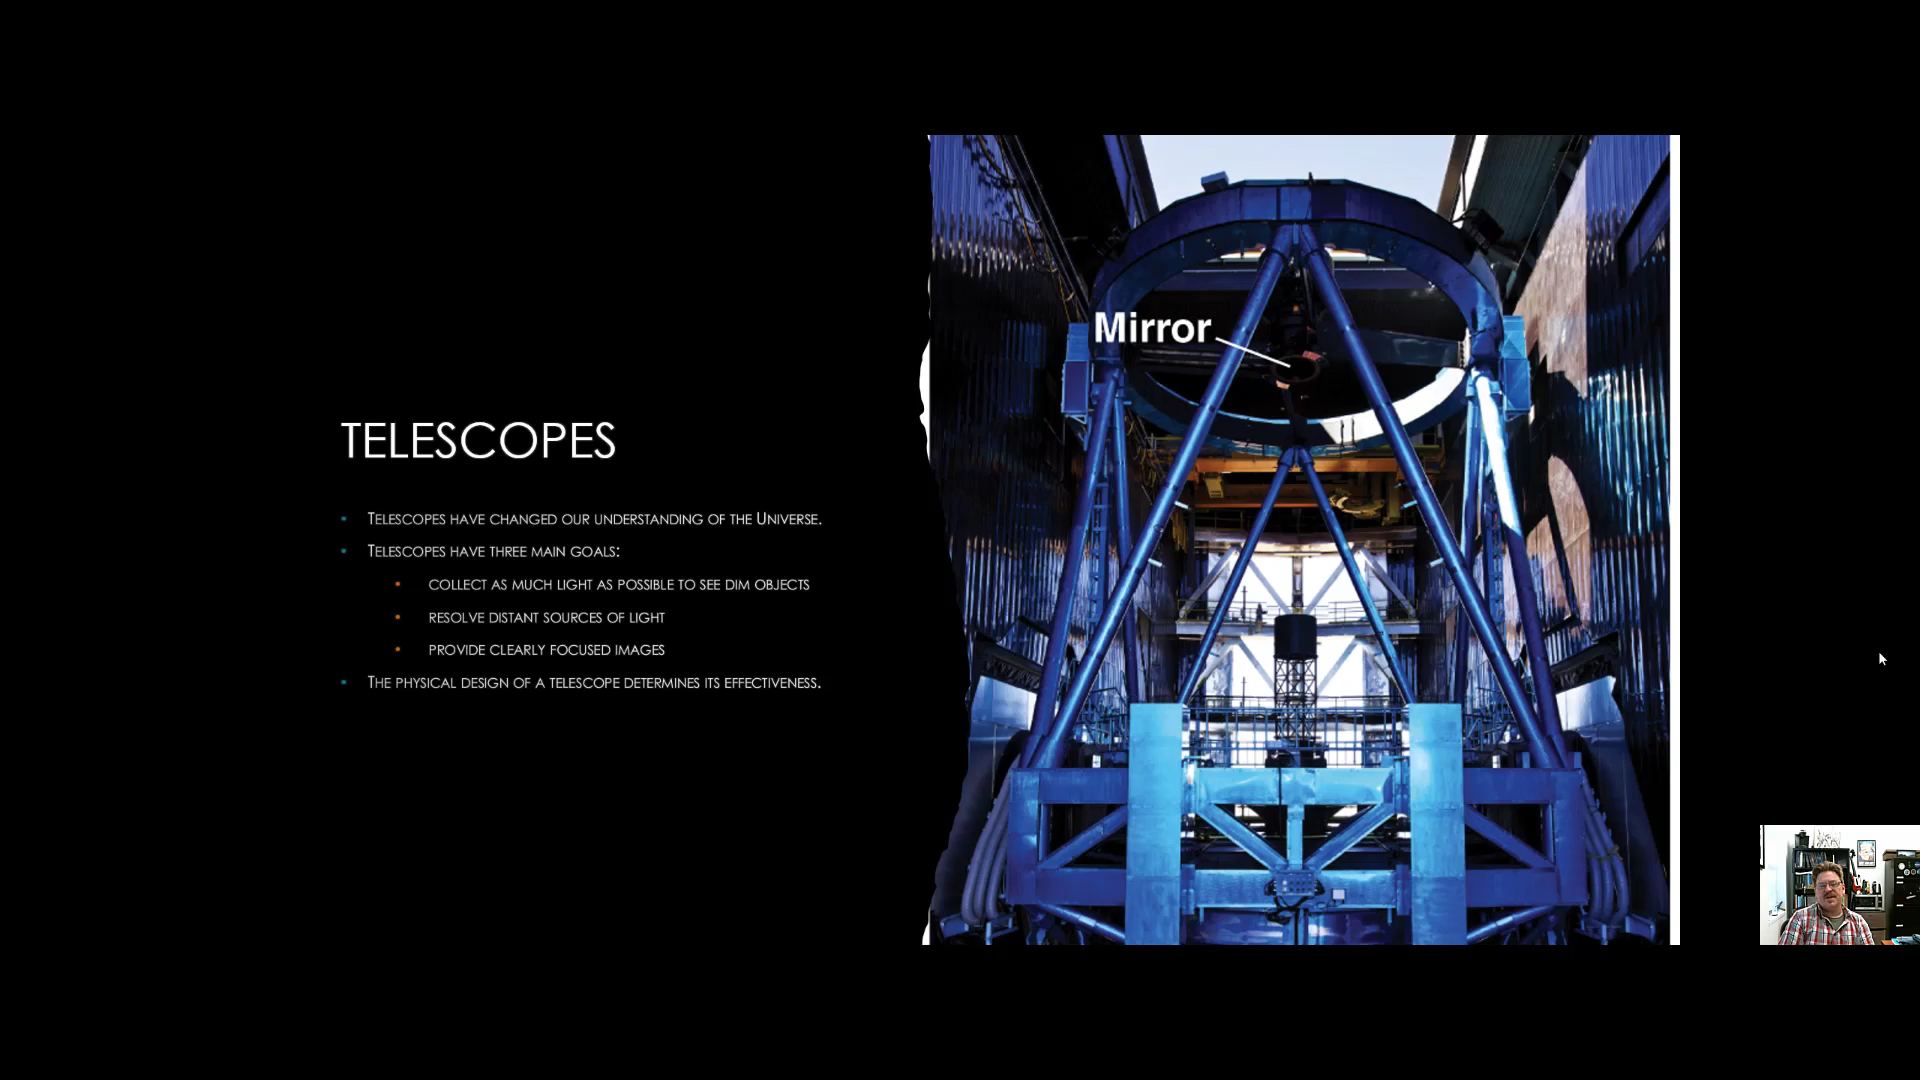 TELESCOPES
TELESCOPES HAVE CHANGED OUR UNDERSTANDING OF THE UNIVERSE.
TELESCOPES HAVE THREE MAIN GOALS:
COLLECT AS MUCH LIGHT AS POSSIBLE TO SEE DIM OBJECTS
RESOLVE DISTANT SOURCES OF LIGHT
PROVIDE CLEARLY FOCUSED IMAGES
THE PHYSICAL DESIGN OF A TELESCOPE DETERMINES ITS EFFECTIVENESS.
Mirror